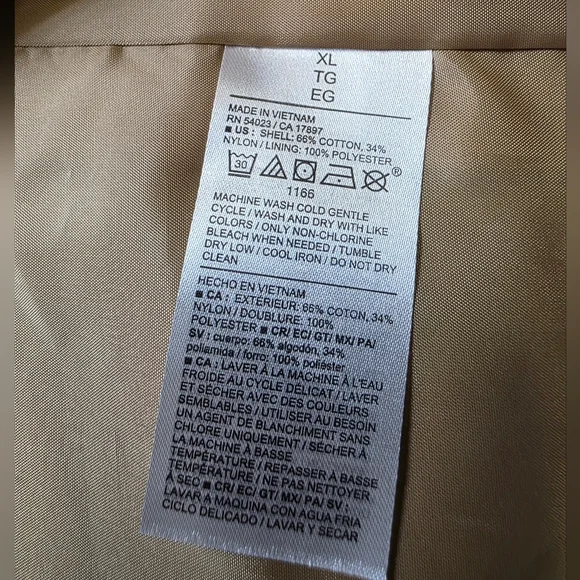 XL
TG
EG
MADE IN VIETNAM
RN 54023 / CA 17897
■ US : SHELL: 66% COTTON, 34%
NYLON / LINING: 100% POLYESTER
30 ®
1166
MACHINE WASH COLD GENTLE
CYCLE / WASH AND DRY WITH LIKE
COLORS / ONLY NON-CHLORINE
BLEACH WHEN NEEDED / TUMBLE
DRY LOW / COOL IRON / DO NOT DRY
CLEAN
HECHO EN VIETNAM
■ CA : EXTÉRIEUR: 66% COTON, 34%
NYLON / DOUBLURE: 100%
POLYESTER ■ CR/ EC/ GT/ MX/ PA/
SV : cuerpo: 66% algodón, 34%
poliamida / forro: 100% poliéster
■ CA : LAVER À LA MACHINE À L'EAU
FROIDE AU CYCLE DÉLICAT / LAVER
ET SÉCHER AVEC DES COULEURS
SEMBLABLES / UTILISER AU BESOIN
UN AGENT DE BLANCHIMENT SANS
CHLORE UNIQUEMENT / SÉCHER À
LA MACHINE À BASSE
TEMPÉRATURE / REPASSER À BASSE
TEMPÉRATURE / NE PAS NETTOYER
À SEC ■ CR/ EC/ GT/ MX/ PA/ SV :
LAVAR A MAQUINA CON AGUA FRIA
CICLO DELICADO / LAVAR Y SECAR